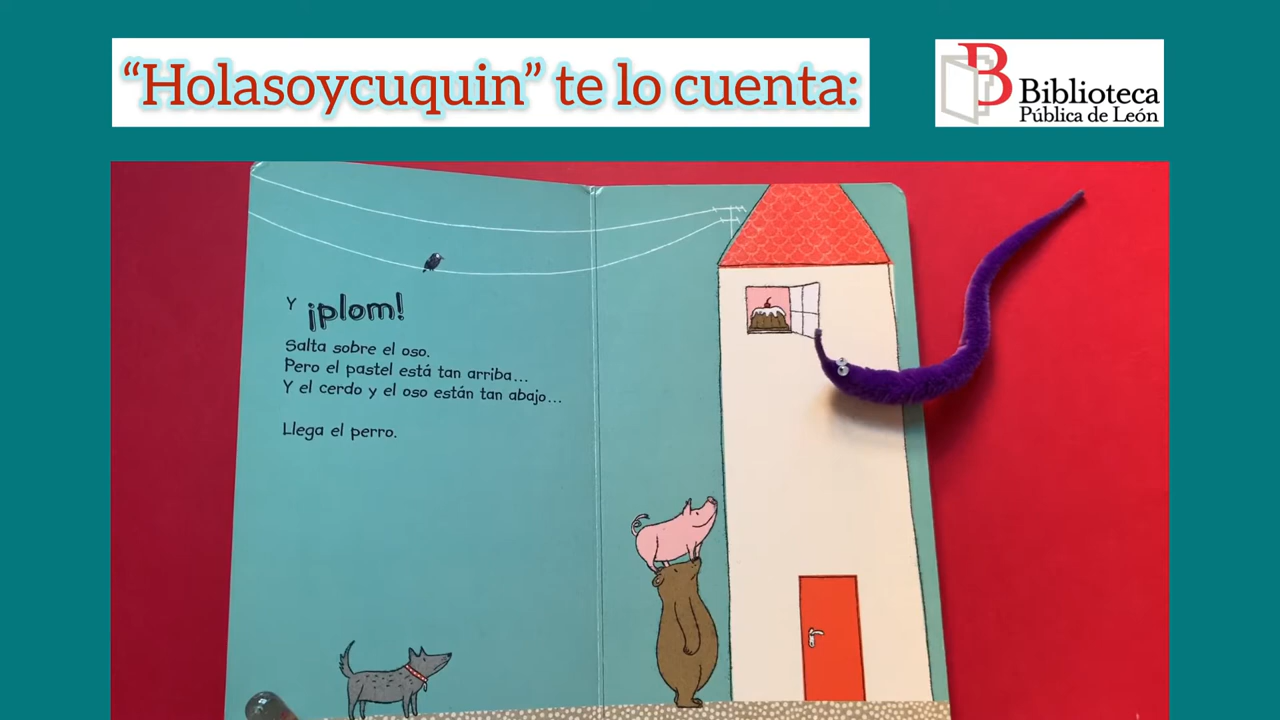 “Holasoycuquin” te lo cuenta:
B
Biblioteca
Pública de León
Y ¡plom!
Salta sobre el oso.
Pero el pastel está tan arriba...
Y el cerdo y el oso están tan abajo...
Llega el perro.